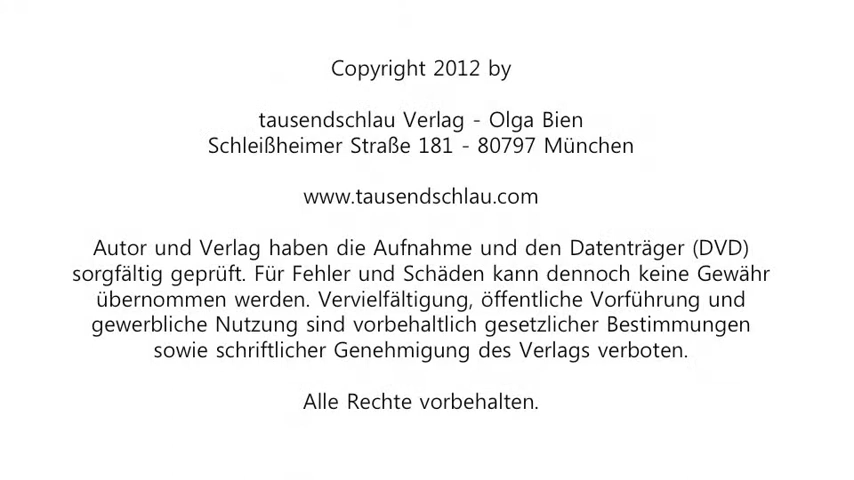 Copyright 2012 by
tausendschlau Verlag - Olga Bien
Schleißheimer Straße 181 - 80797 München
www.tausendschlau.com
Autor und Verlag haben die Aufnahme und den Datenträger (DVD)
sorgfältig geprüft. Für Fehler und Schäden kann dennoch keine Gewähr
übernommen werden. Vervielfältigung, öffentliche Vorführung und
gewerbliche Nutzung sind vorbehaltlich gesetzlicher Bestimmungen
sowie schriftlicher Genehmigung des Verlags verboten.
Alle Rechte vorbehalten.